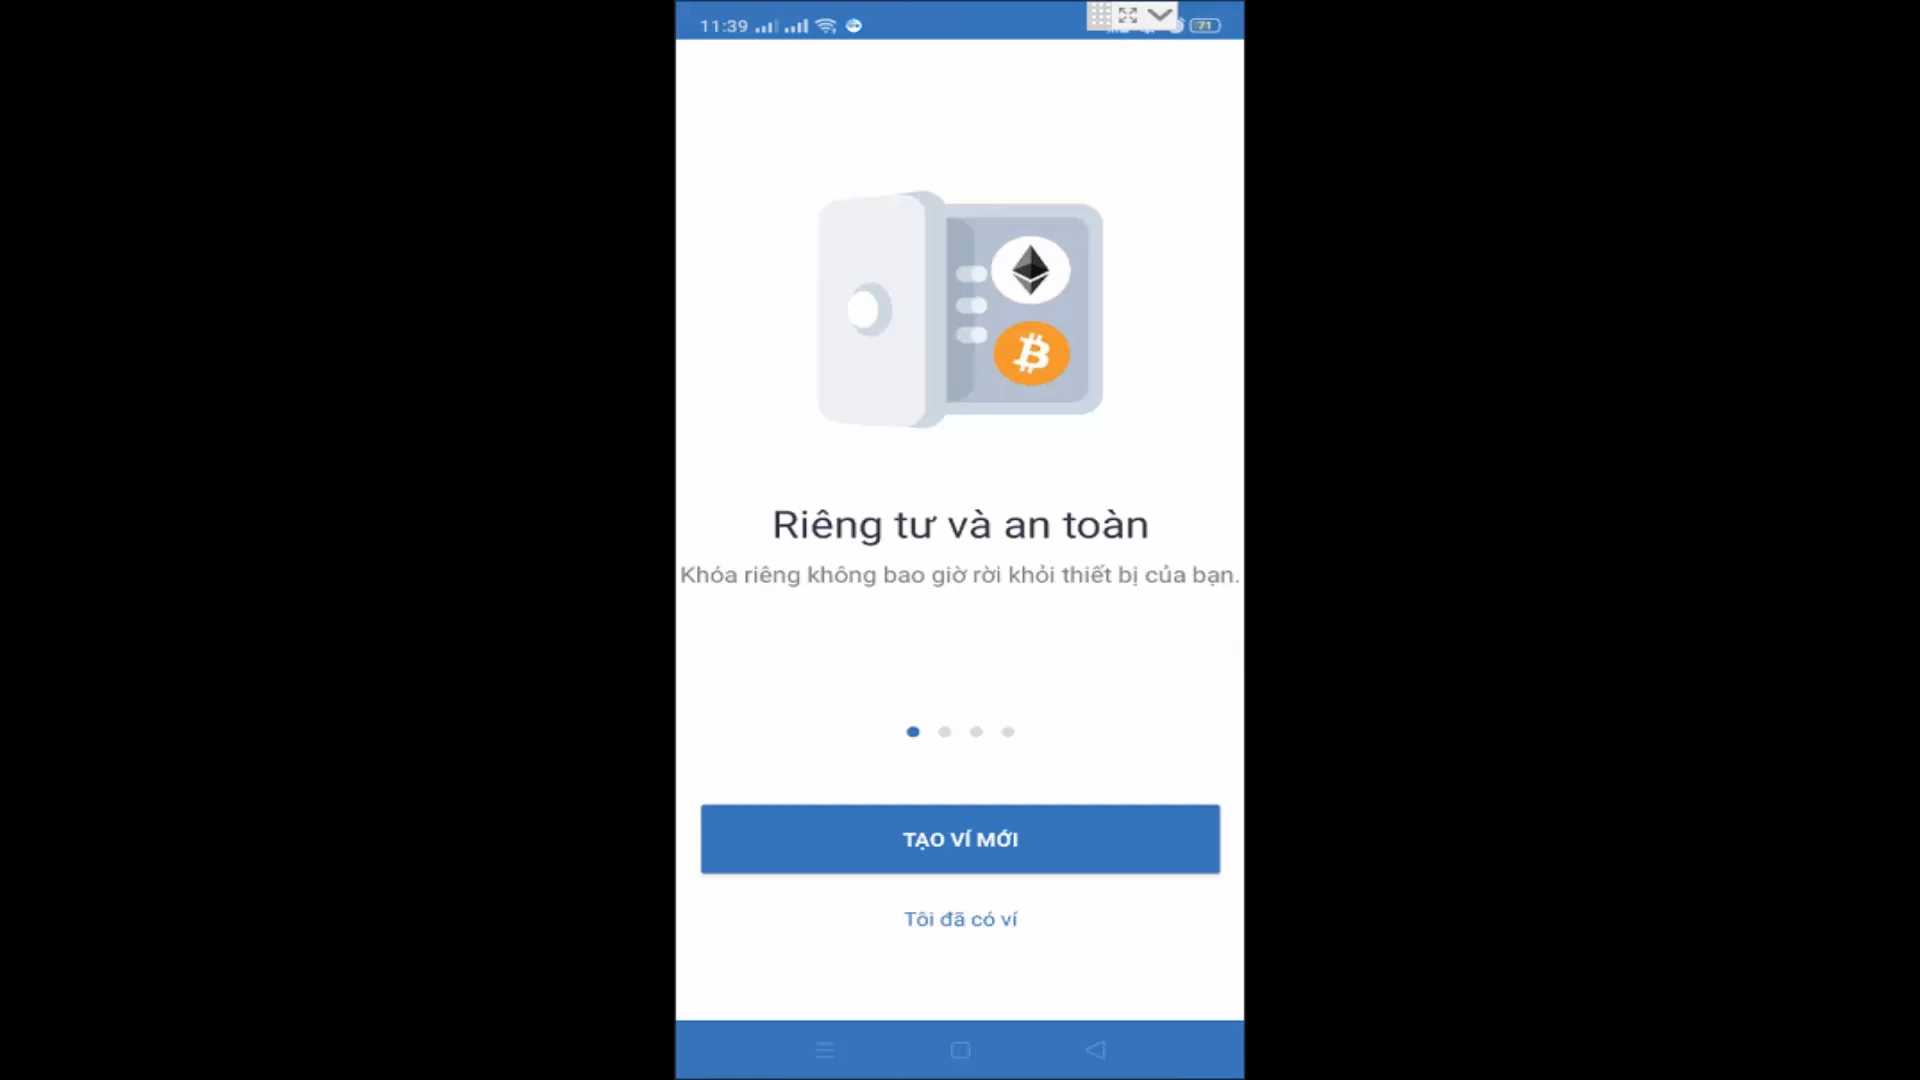 11:39
71
Riêng tư và an toàn
Khóa riêng không bao giờ rời khỏi thiết bị của bạn.
TẠO VÍ MỚI
Tôi đã có ví